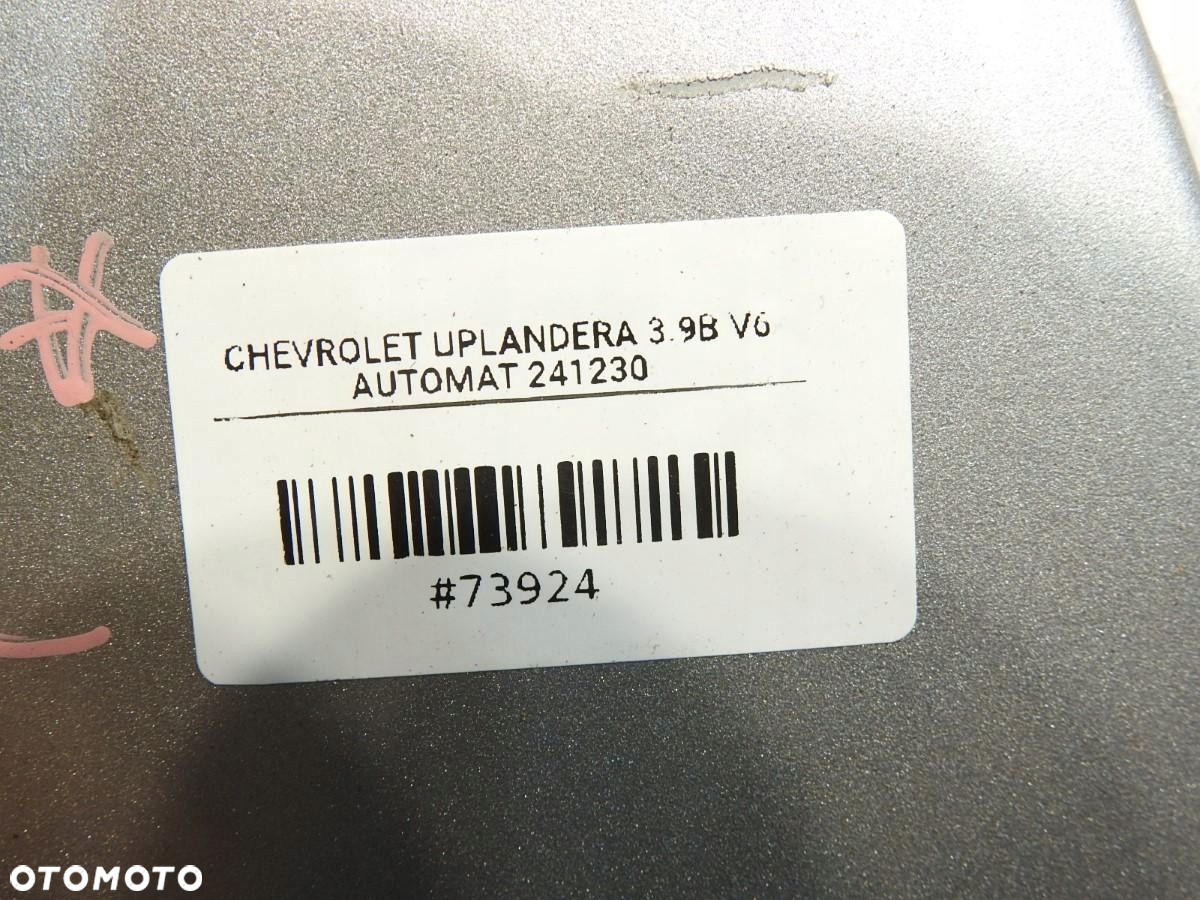 CHEVROLET UPLANDERA 3.9B V6
AUTOMAT 241230
#73924
OTOMOTO